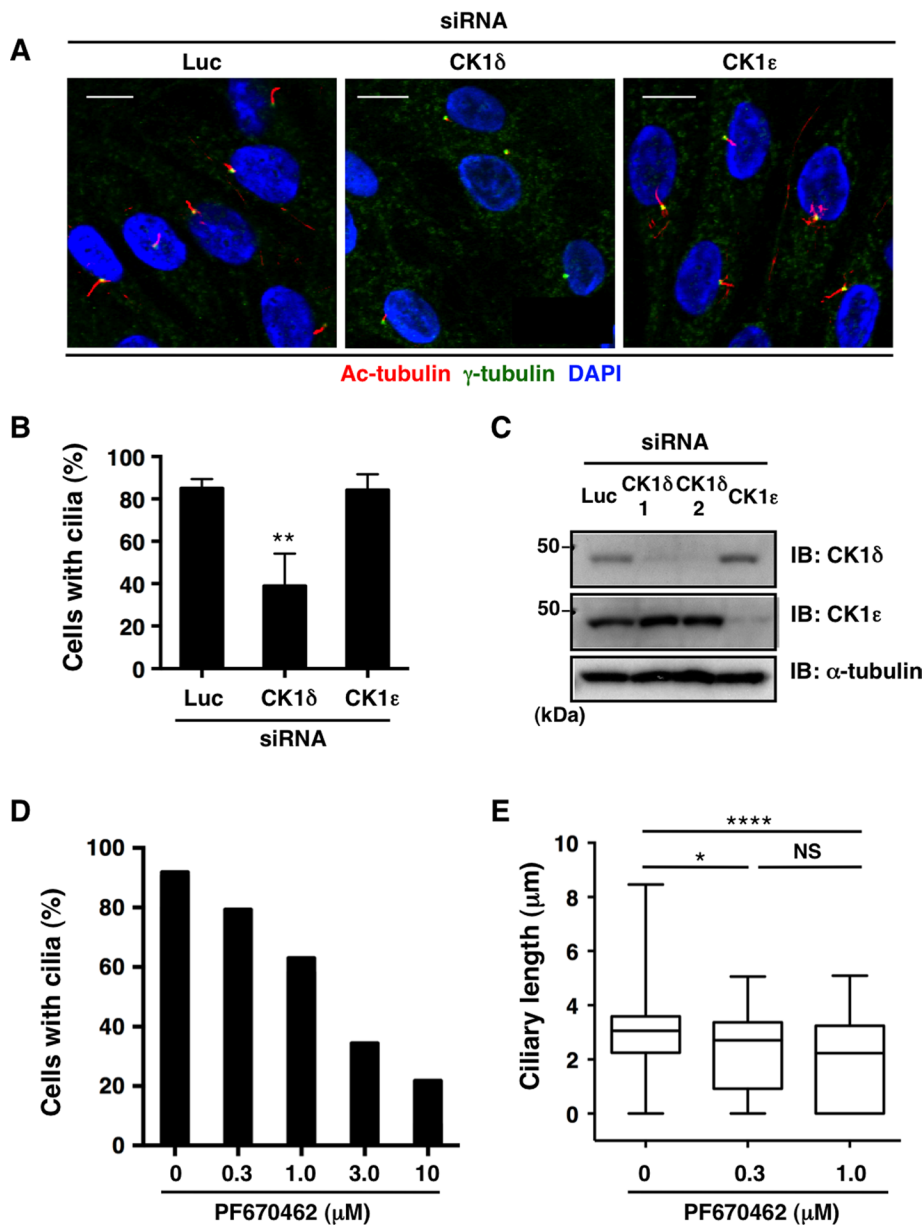 siRNA
A
Luc CK1δ CK1ε
Ac-tubulin γ-tubulin DAPI
B
Cells with cilia (%)
100
80
60
40
20
0
**
Luc CK1δ CK1ε
siRNA
C
siRNA
Luc CK1δ 1 CK1δ 2 CK1ε
50
IB: CK1δ
50
IB: CK1ε
IB: α-tubulin
(kDa)
D
Cells with cilia (%)
100
80
60
40
20
0
0 0.3 1.0 3.0 10
PF670462 (μM)
E
Ciliary length (μm)
10
8
6
4
2
0
****
* NS
0 0.3 1.0
PF670462 (μM)